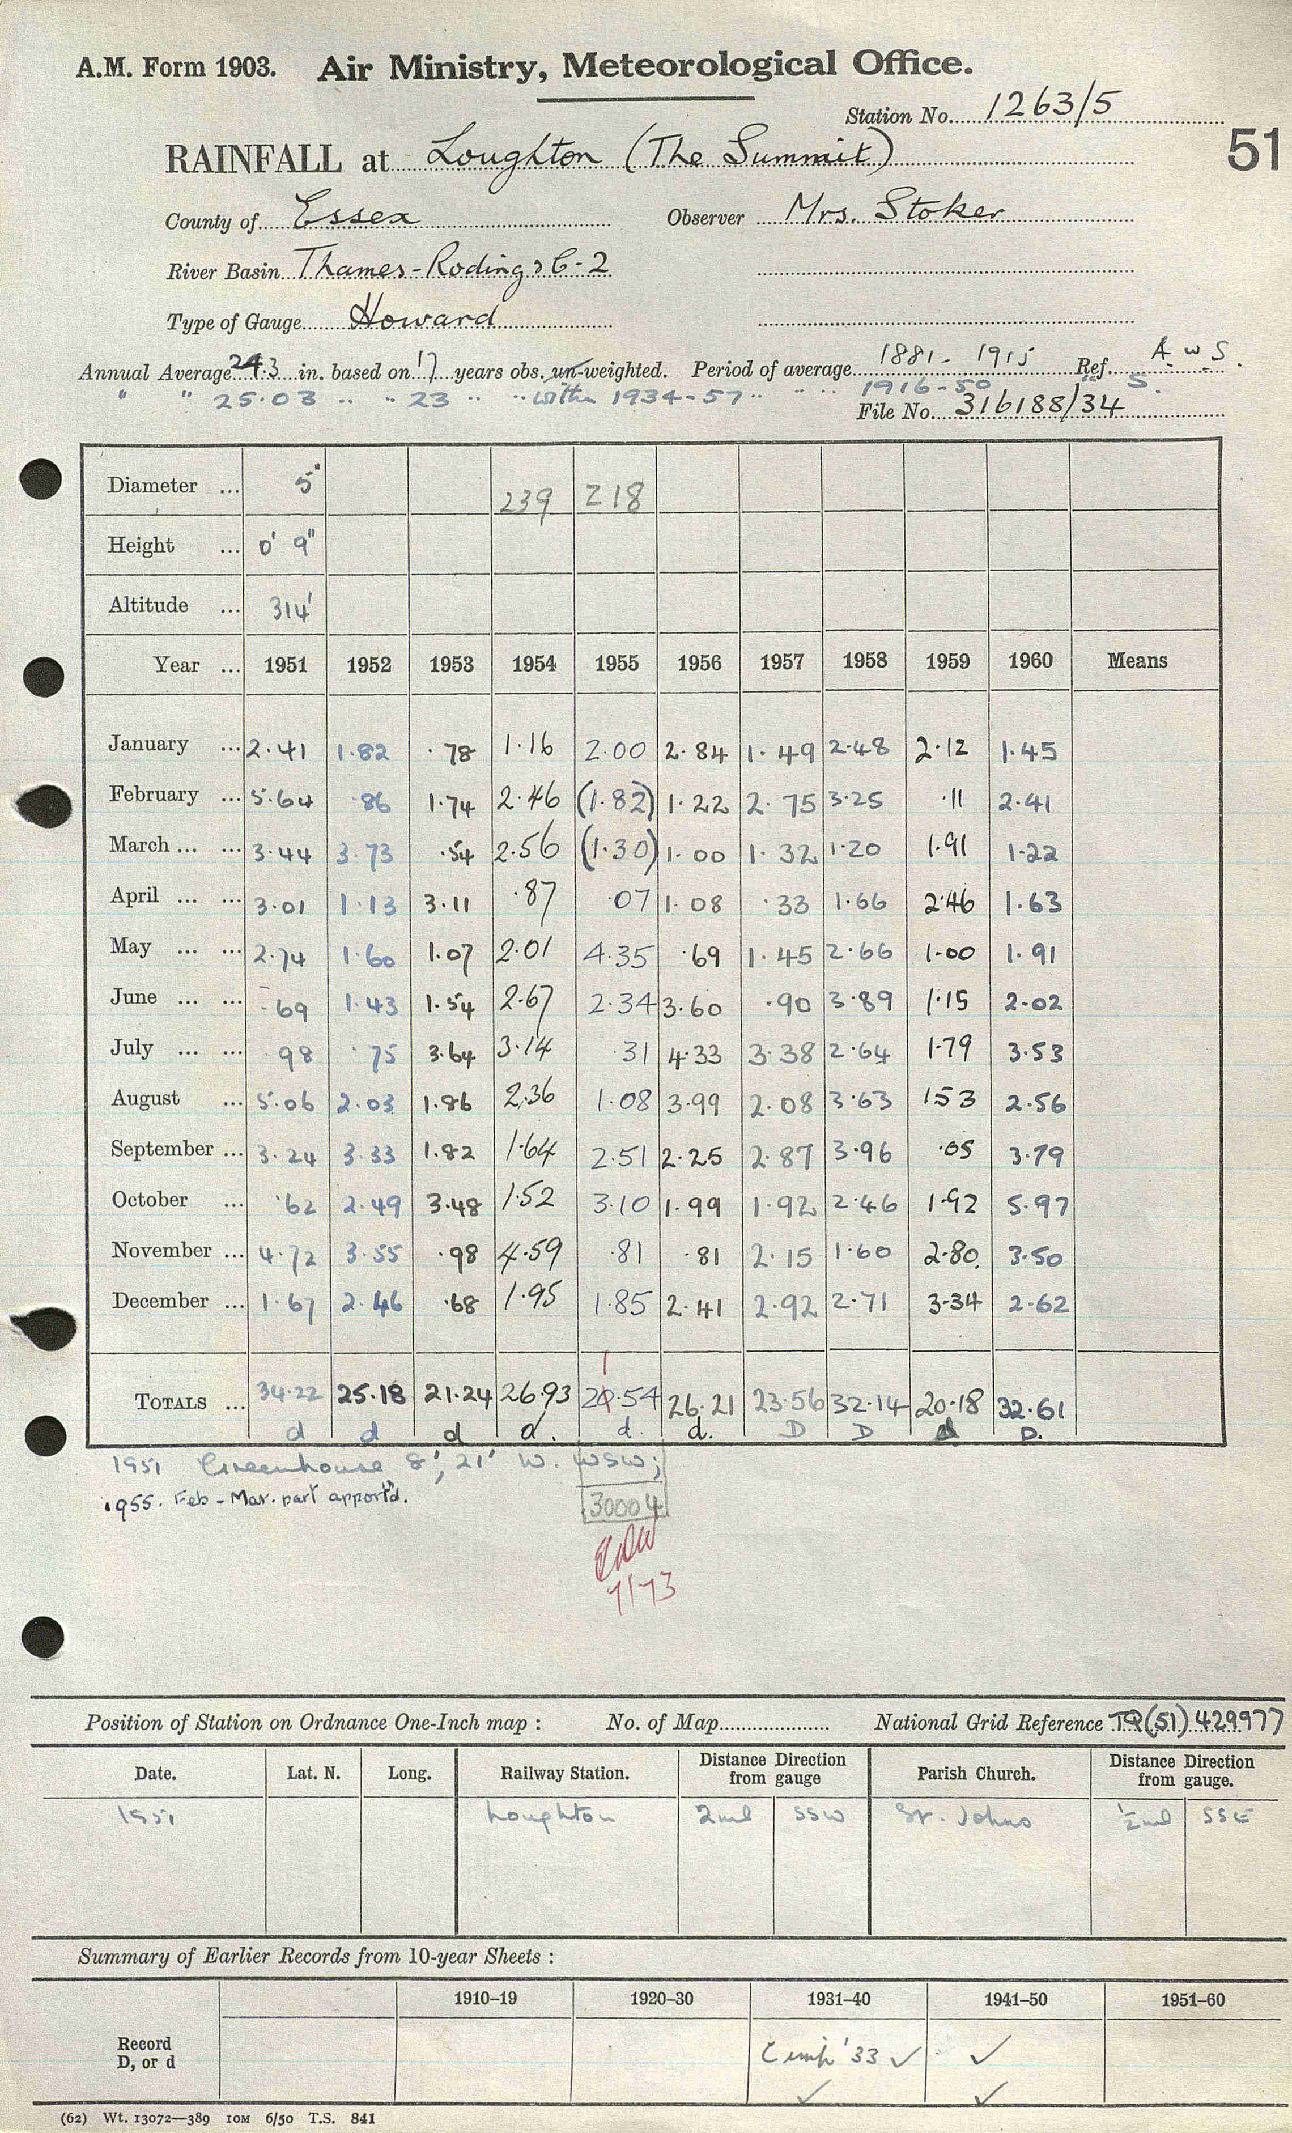 A.M. Form 1903. Air Ministry, Meteorological Office.
Station No. 1263/5
51
RAINFALL at Loughton (The Summit)
County of Essex Observer Mrs. Stoker
River Basin Thames-Roding 36-2
Type of Gauge Howard
Annual Average 24.3 in. based on 17 years obs. un-weighted. Period of average 1881-1915 Ref. A w S.
" " 25.03 " " 23 " " within 1934-57 " " " 1916-50 S.
File No. 316188/34
Diameter ... 5" 239 218
Height ... 0' 9"
Altitude ... 314'
Year ... 1951 1952 1953 1954 1955 1956 1957 1958 1959 1960 Means
January ... 2.41 1.82 .78 1.16 2.00 2.84 1.49 2.48 2.12 1.45
February ... 5.64 .86 1.74 2.46 (1.82) 1.22 2.75 3.25 .11 2.41
March ... ... 3.44 3.73 .54 2.56 (1.30) 1.00 1.32 1.20 1.91 1.22
April ... ... 3.01 1.13 3.11 .87 .07 1.08 .33 1.66 2.46 1.63
May ... ... 2.74 1.60 1.07 2.01 4.35 .69 1.45 2.66 1.00 1.91
June ... ... .69 1.43 1.54 2.67 2.34 3.60 .90 3.89 1.15 2.02
July ... ... .98 .75 3.64 3.14 .31 4.33 3.38 2.64 1.79 3.53
August ... 5.06 2.03 1.86 2.36 1.08 3.99 2.08 3.63 1.53 2.56
September ... 3.24 3.33 1.82 1.64 2.51 2.25 2.87 3.96 .05 3.79
October ... .62 2.49 3.48 1.52 3.10 1.99 1.92 2.46 1.92 5.97
November ... 4.72 3.55 .98 4.59 .81 .81 2.15 1.60 2.80 3.50
December ... 1.67 2.46 .68 1.95 1.85 2.41 2.92 2.71 3.34 2.62
TOTALS ... 34.22 25.18 21.24 26.93 21.54 26.21 23.56 32.14 20.18 32.61
d d d d. d. d. D D d D.
1951 Greenhouse 8', 21' W. WSW;
1955. Feb-Mar. part apport'd.
30004
7/73
Position of Station on Ordnance One-Inch map : No. of Map National Grid Reference TQ(51) 429977
Date. Lat. N. Long. Railway Station. Distance Direction from gauge Parish Church. Distance Direction from gauge.
1951 Loughton 2ml SSW St. Johns ½ml SSE
Summary of Earlier Records from 10-year Sheets :
1910–19 1920–30 1931–40 1941–50 1951–60
Record
D, or d
'33 ✓ ✓
✓ ✓
(62) Wt. 13072—389 10M 6/50 T.S. 841